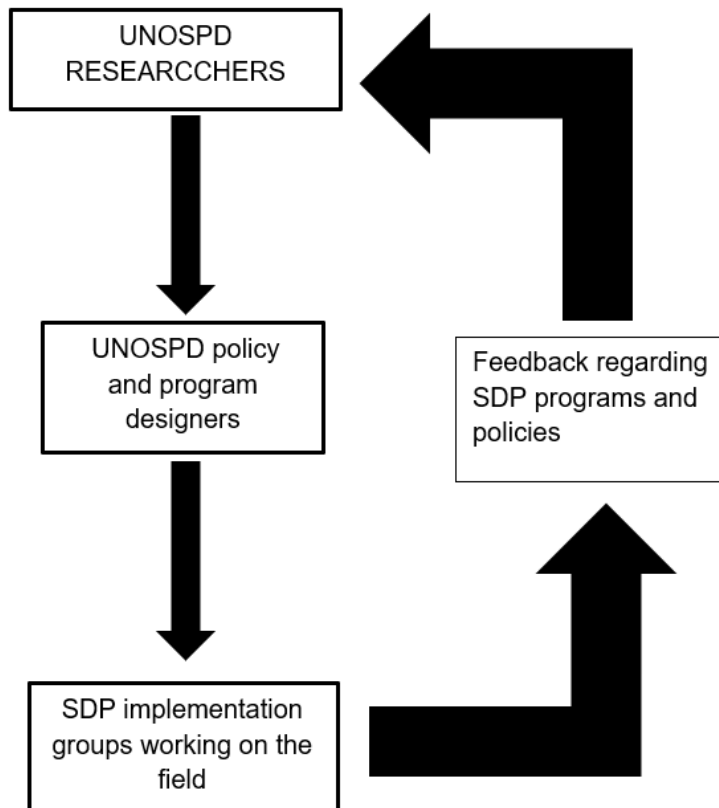 UNOSPD
RESEARCCHERS
UNOSPD policy
and program
designers
Feedback regarding
SDP programs and
policies
SDP implementation
groups working on the
field